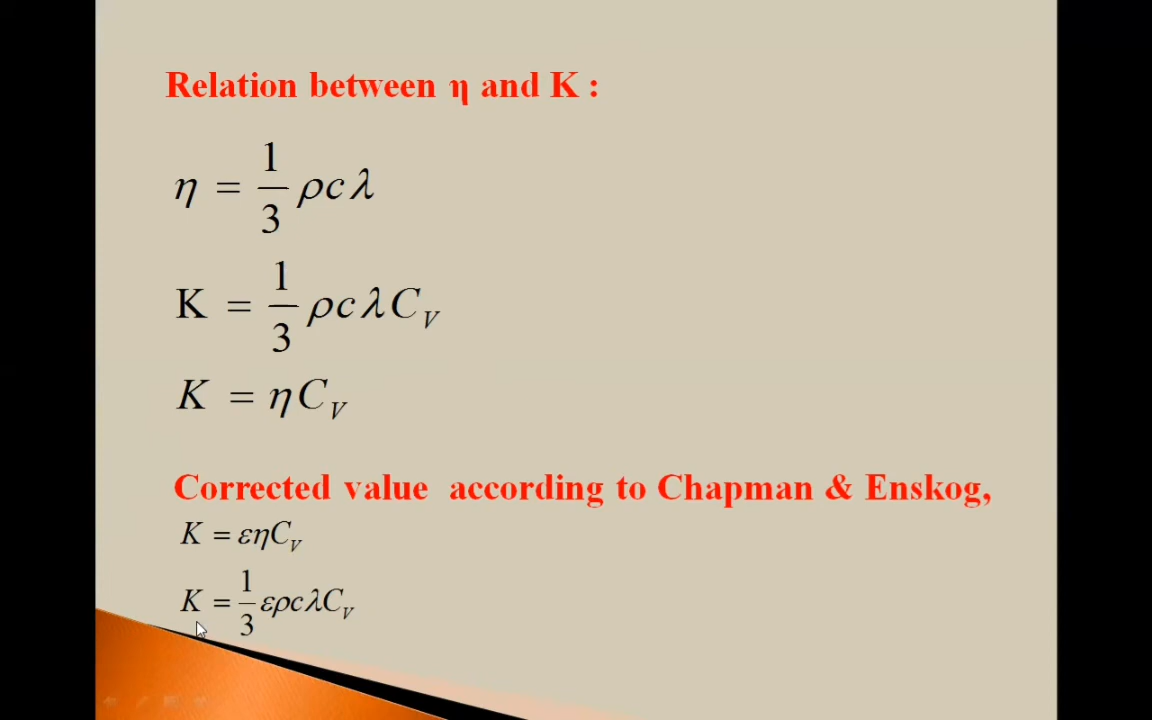 Relation between η and K :
η = 1/3 ρcλ
K = 1/3 ρcλC_V
K = ηC_V
Corrected value according to Chapman & Enskog,
K = εηC_V
K = 1/3 ερcλC_V